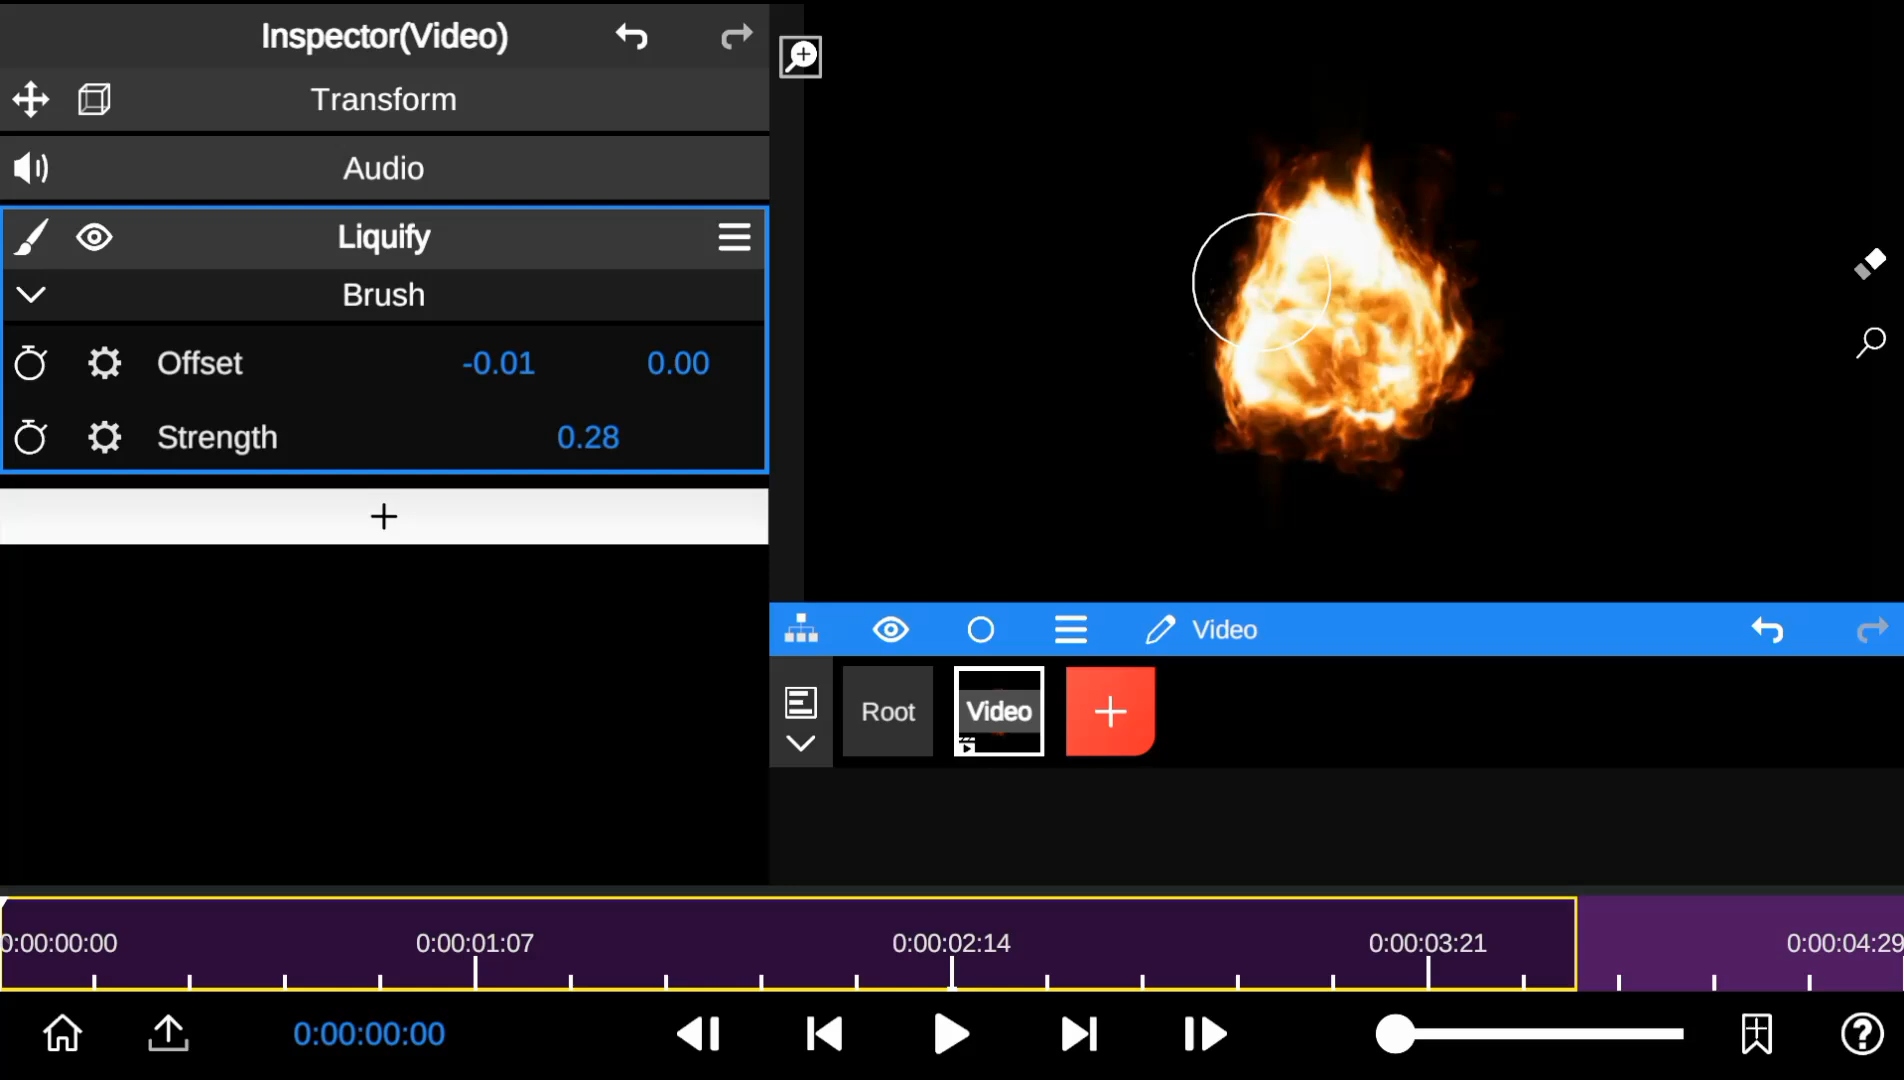 Inspector(Video)
Transform
Audio
Liquify
Brush
Offset -0.01 0.00
Strength 0.28
+
Video
Root Video +
0:00:00:00 0:00:01:07 0:00:02:14 0:00:03:21 0:00:04:29
0:00:00:00